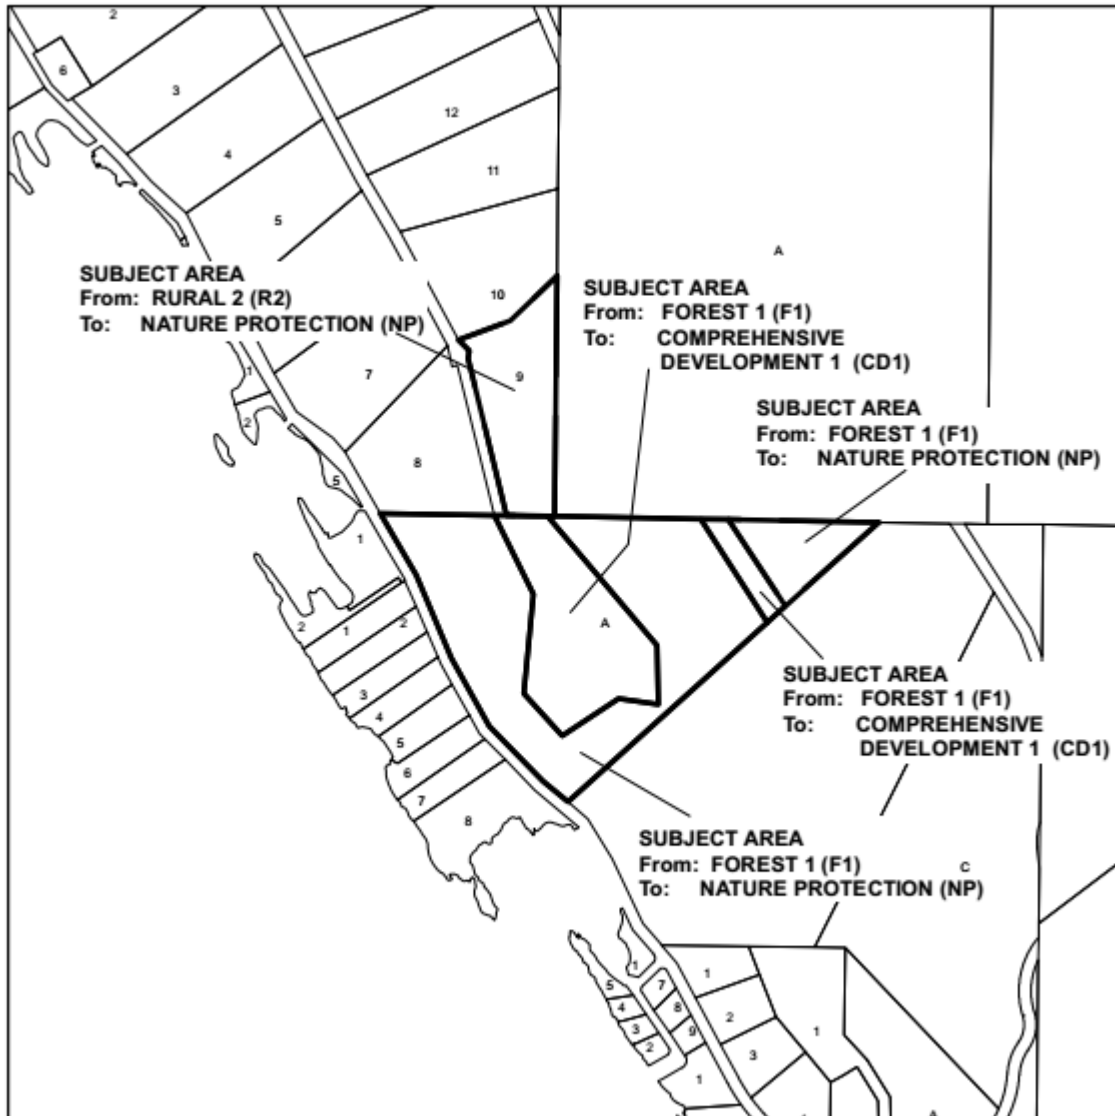 2
6
3
12
4
11
5
A
SUBJECT AREA
From: RURAL 2 (R2)
To: NATURE PROTECTION (NP)
10
SUBJECT AREA
From: FOREST 1 (F1)
To: COMPREHENSIVE
DEVELOPMENT 1 (CD1)
1
7
9
2
SUBJECT AREA
From: FOREST 1 (F1)
To: NATURE PROTECTION (NP)
8
5
1
2
1
2
A
3
4
5
6
7
8
SUBJECT AREA
From: FOREST 1 (F1)
To: COMPREHENSIVE
DEVELOPMENT 1 (CD1)
SUBJECT AREA
From: FOREST 1 (F1)
To: NATURE PROTECTION (NP)
C
1
1
5
7
4
8
2
3
9
1
2
3
1
A